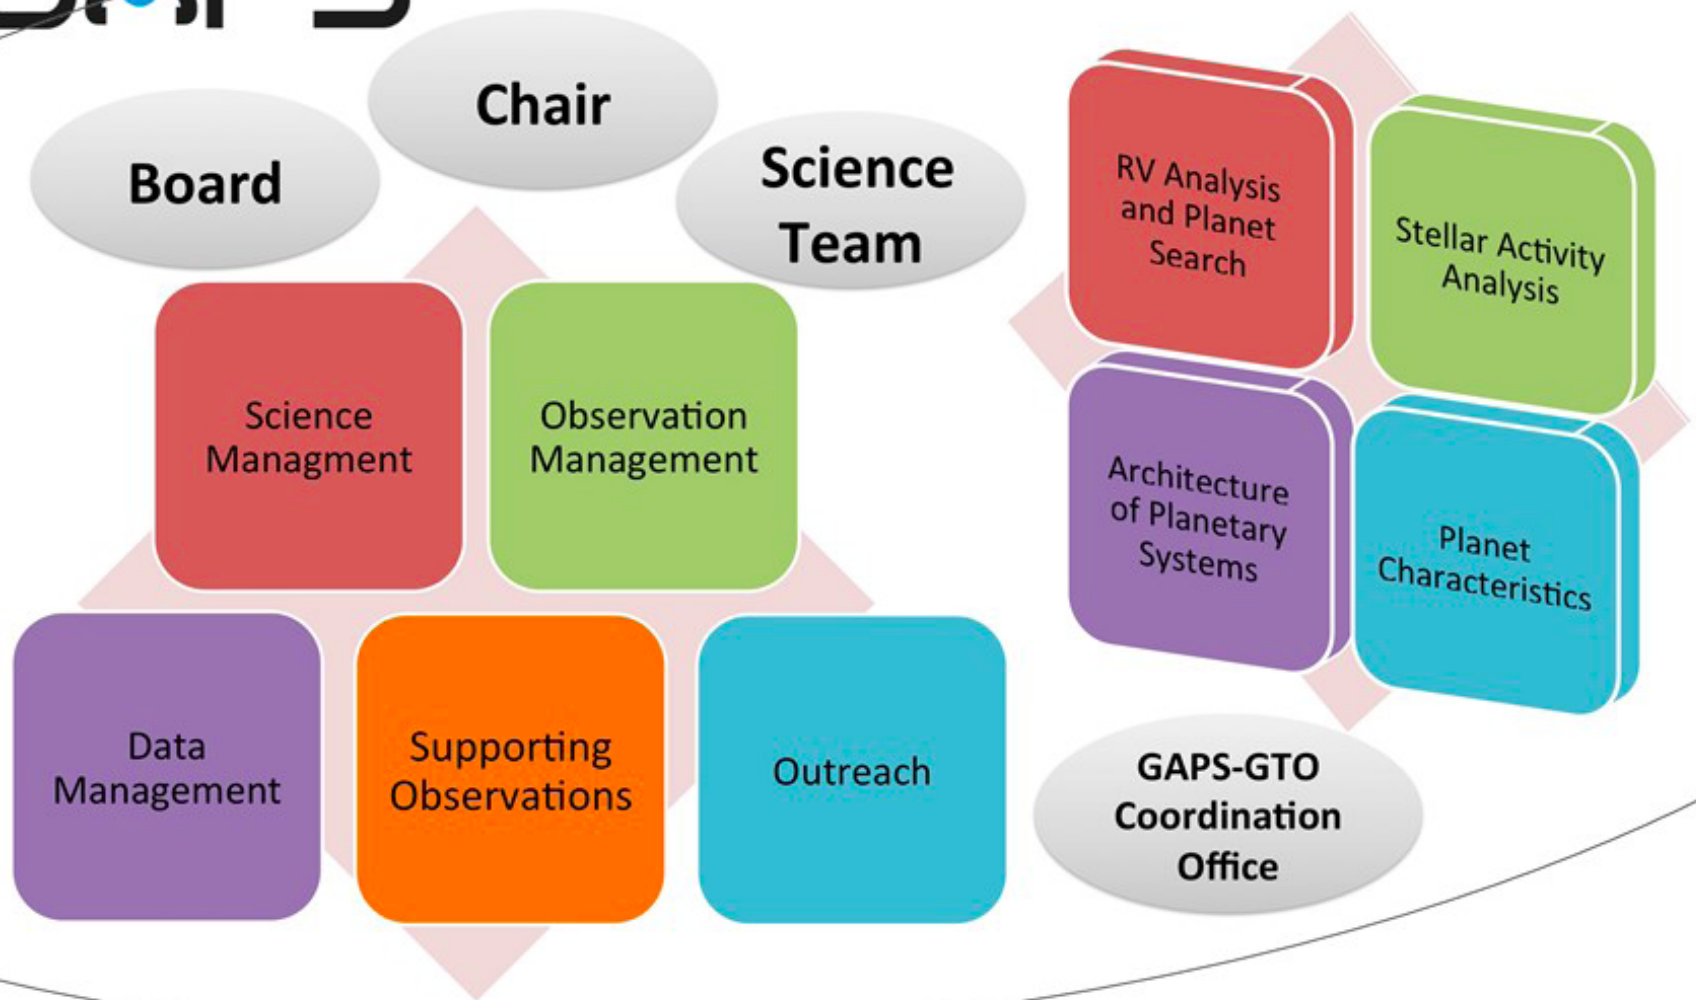 Chair
Board
Science
Team
Science
Managment
Observation
Management
Data
Management
Supporting
Observations
Outreach
RV Analysis
and Planet
Search
Stellar Activity
Analysis
Architecture
of Planetary
Systems
Planet
Characteristics
GAPS-GTO
Coordination
Office